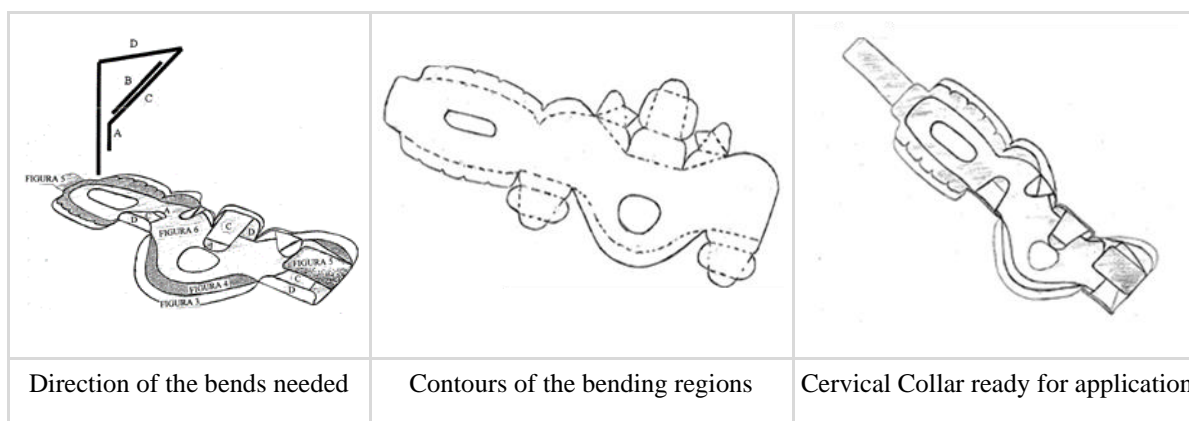 D
B
C
A
FIGURA 5
A
D
FIGURA 6
C
D
FIGURA 5
C
D
FIGURA 4
FIGURA 3
Direction of the bends needed
Contours of the bending regions
Cervical Collar ready for application